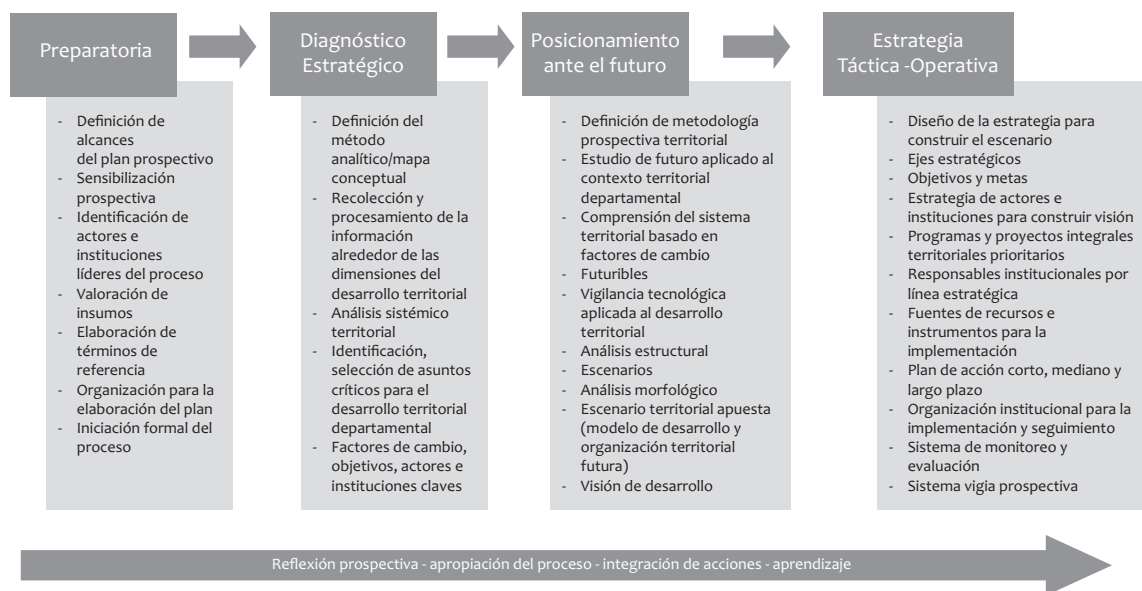 Preparatoria
- Definición de
alcances
del plan prospectivo
- Sensibilización
prospectiva
- Identificación de
actores e
instituciones
líderes del proceso
- Valoración de
insumos
- Elaboración de
términos de
referencia
- Organización para la
elaboración del plan
- Iniciación formal del
proceso
Diagnóstico
Estratégico
- Definición del
método
analítico/mapa
conceptual
- Recolección y
procesamiento de la
información
alrededor de las
dimensiones del
desarrollo territorial
- Análisis sistémico
territorial
- Identificación,
selección de asuntos
críticos para el
desarrollo territorial
departamental
- Factores de cambio,
objetivos, actores e
instituciones claves
Posicionamiento
ante el futuro
- Definición de metodología
prospectiva territorial
- Estudio de futuro aplicado al
contexto territorial
departamental
- Comprensión del sistema
territorial basado en
factores de cambio
- Futuribles
- Vigilancia tecnológica
aplicada al desarrollo
territorial
- Análisis estructural
- Escenarios
- Análisis morfológico
- Escenario territorial apuesta
(modelo de desarrollo y
organización territorial
futura)
- Visión de desarrollo
Estrategia
Táctica -Operativa
- Diseño de la estrategia para
construir el escenario
- Ejes estratégicos
- Objetivos y metas
- Estrategia de actores e
instituciones para construir visión
- Programas y proyectos integrales
territoriales prioritarios
- Responsables institucionales por
línea estratégica
- Fuentes de recursos e
instrumentos para la
implementación
- Plan de acción corto, mediano y
largo plazo
- Organización institucional para la
implementación y seguimiento
- Sistema de monitoreo y
evaluación
- Sistema vigia prospectiva
Reflexión prospectiva - apropiación del proceso - integración de acciones - aprendizaje